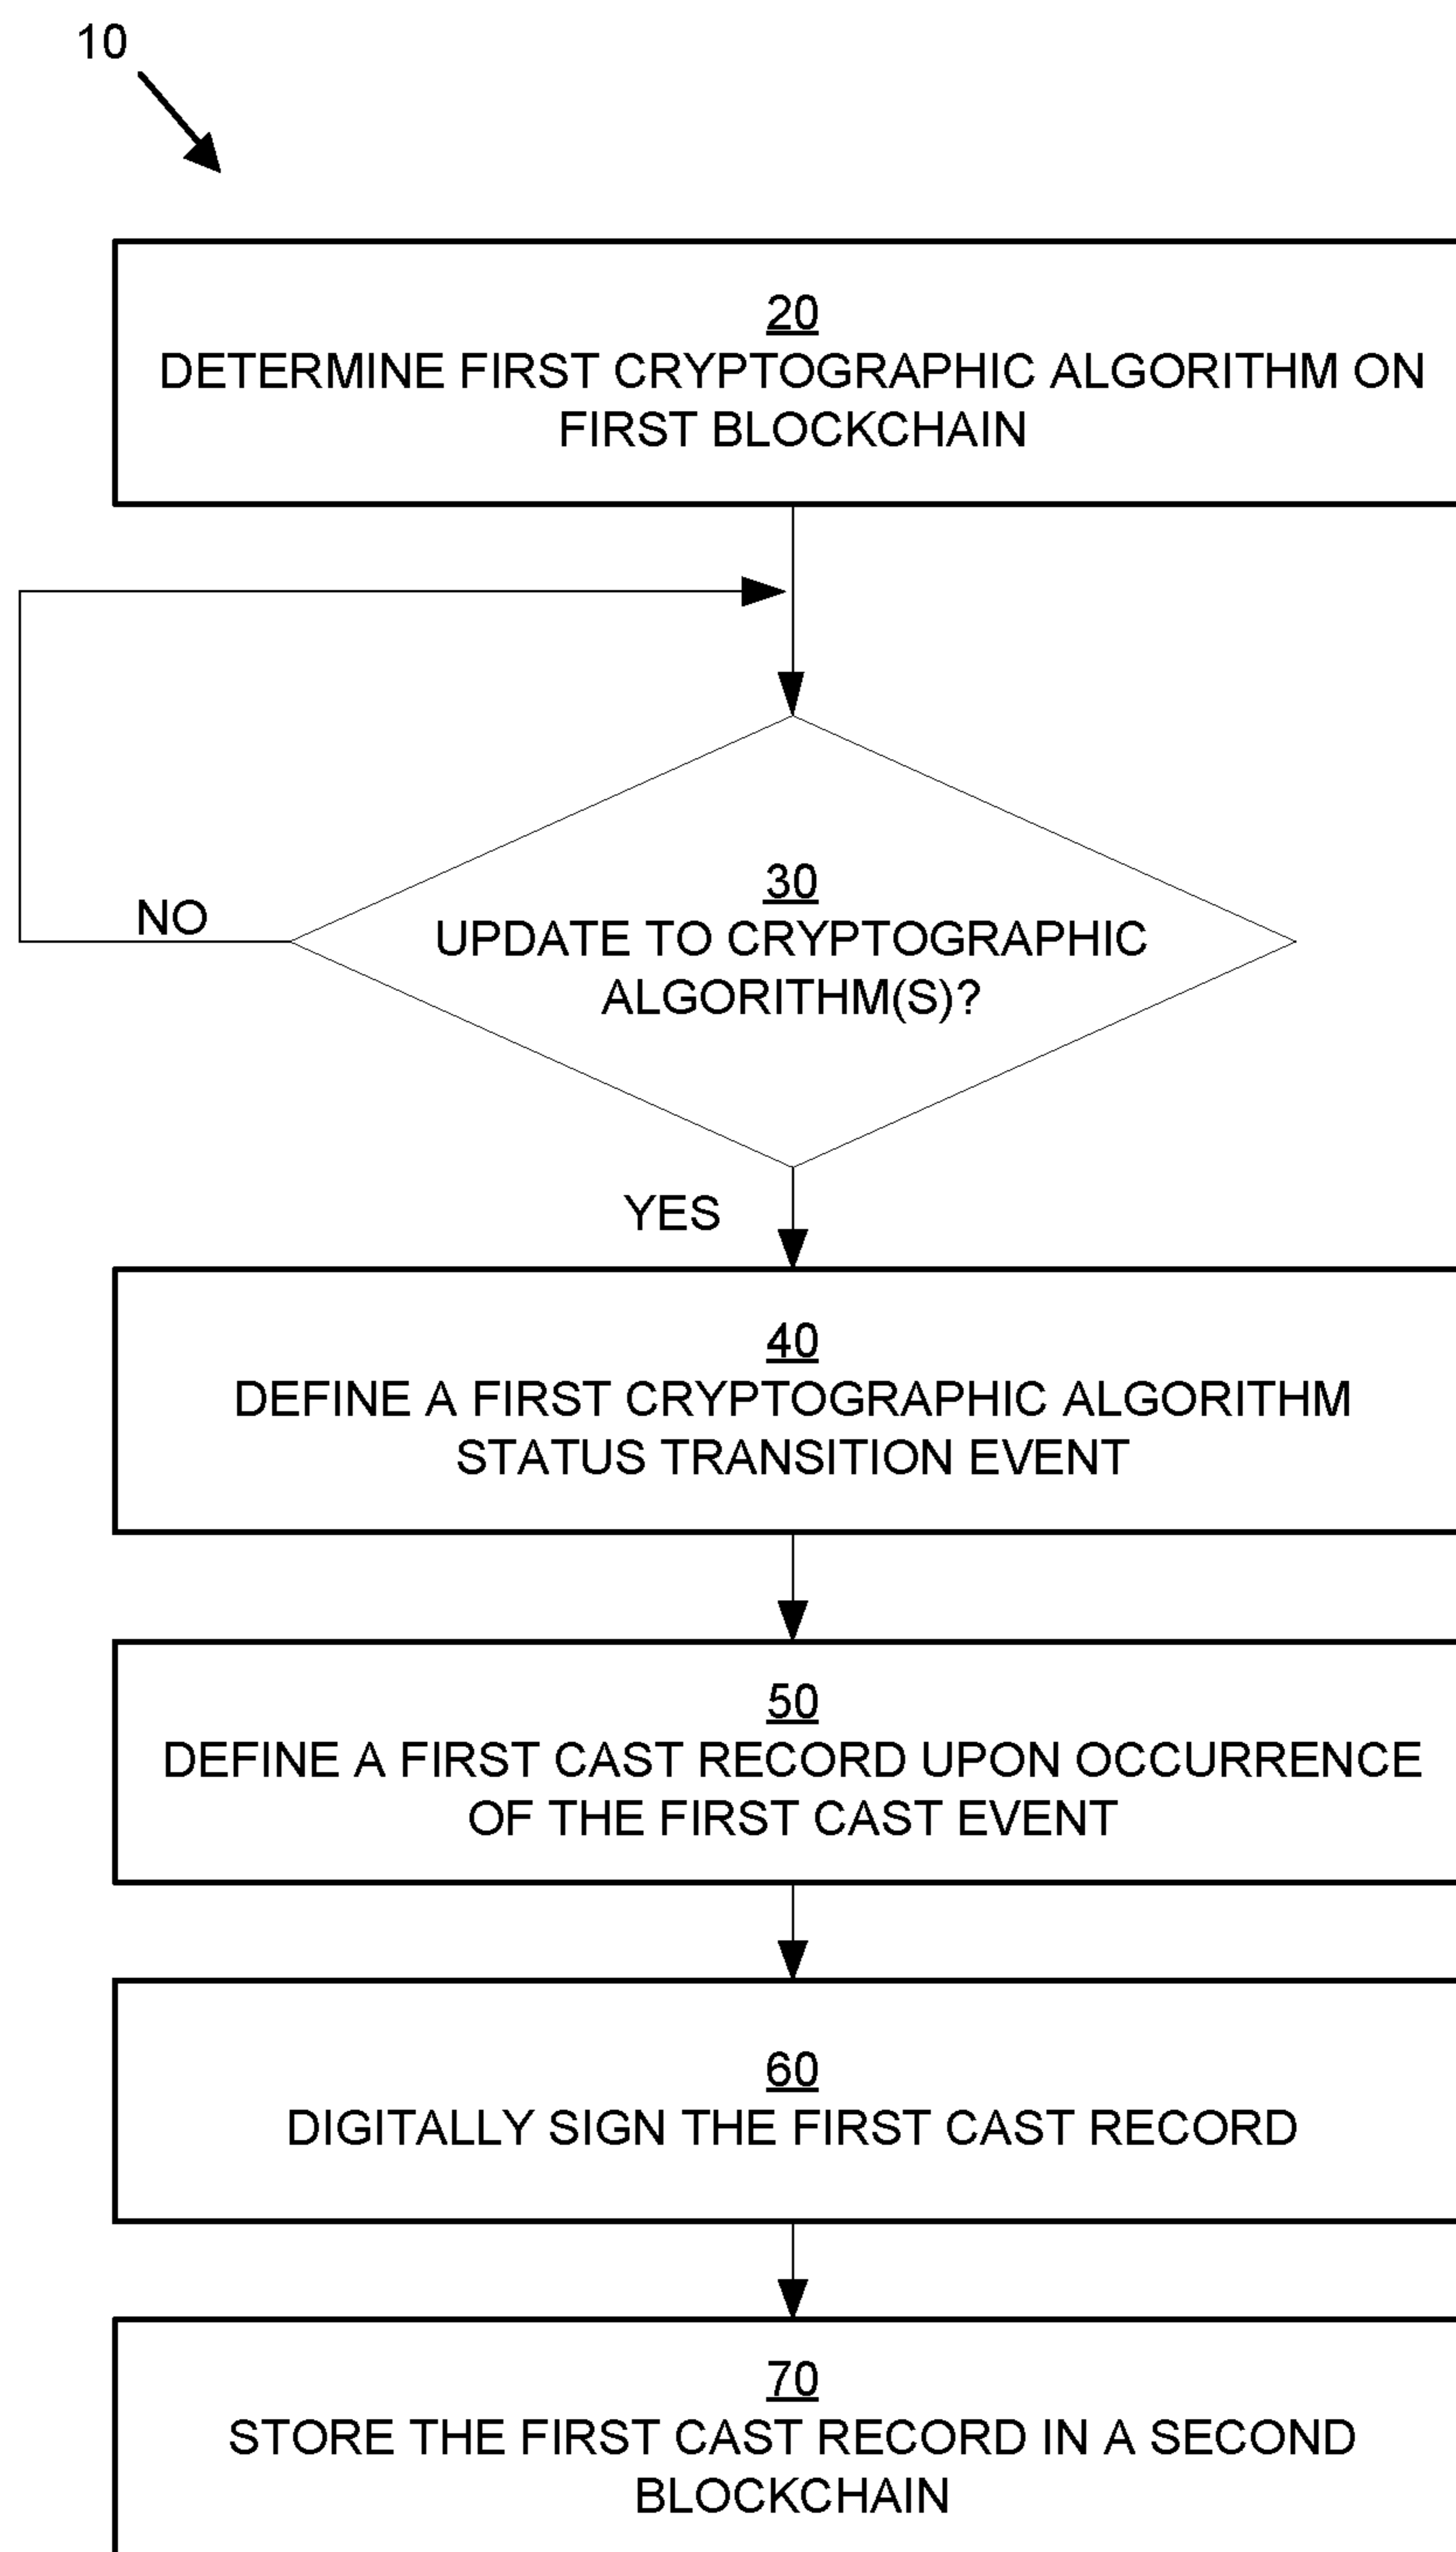 10
20
DETERMINE FIRST CRYPTOGRAPHIC ALGORITHM ON
FIRST BLOCKCHAIN
30
UPDATE TO CRYPTOGRAPHIC
ALGORITHM(S)?
NO
YES
40
DEFINE A FIRST CRYPTOGRAPHIC ALGORITHM
STATUS TRANSITION EVENT
50
DEFINE A FIRST CAST RECORD UPON OCCURRENCE
OF THE FIRST CAST EVENT
60
DIGITALLY SIGN THE FIRST CAST RECORD
70
STORE THE FIRST CAST RECORD IN A SECOND
BLOCKCHAIN